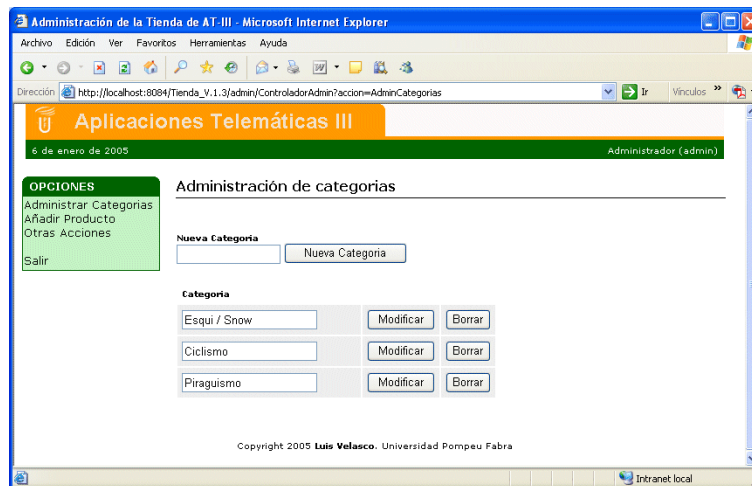 Administración de la Tienda de AT-III - Microsoft Internet Explorer
Archivo Edición Ver Favoritos Herramientas Ayuda
Dirección http://localhost:8084/Tienda_V.1.3/admin/ControladorAdmin?accion=AdminCategorias Ir Vínculos »
Aplicaciones Telemáticas III
6 de enero de 2005 Administrador (admin)
OPCIONES
Administrar Categorias
Añadir Producto
Otras Acciones
Salir
Administración de categorias
Nueva Categoria
Nueva Categoria
Categoria
Esqui / Snow Modificar Borrar
Ciclismo Modificar Borrar
Piraguismo Modificar Borrar
Copyright 2005 Luis Velasco. Universidad Pompeu Fabra
Intranet local